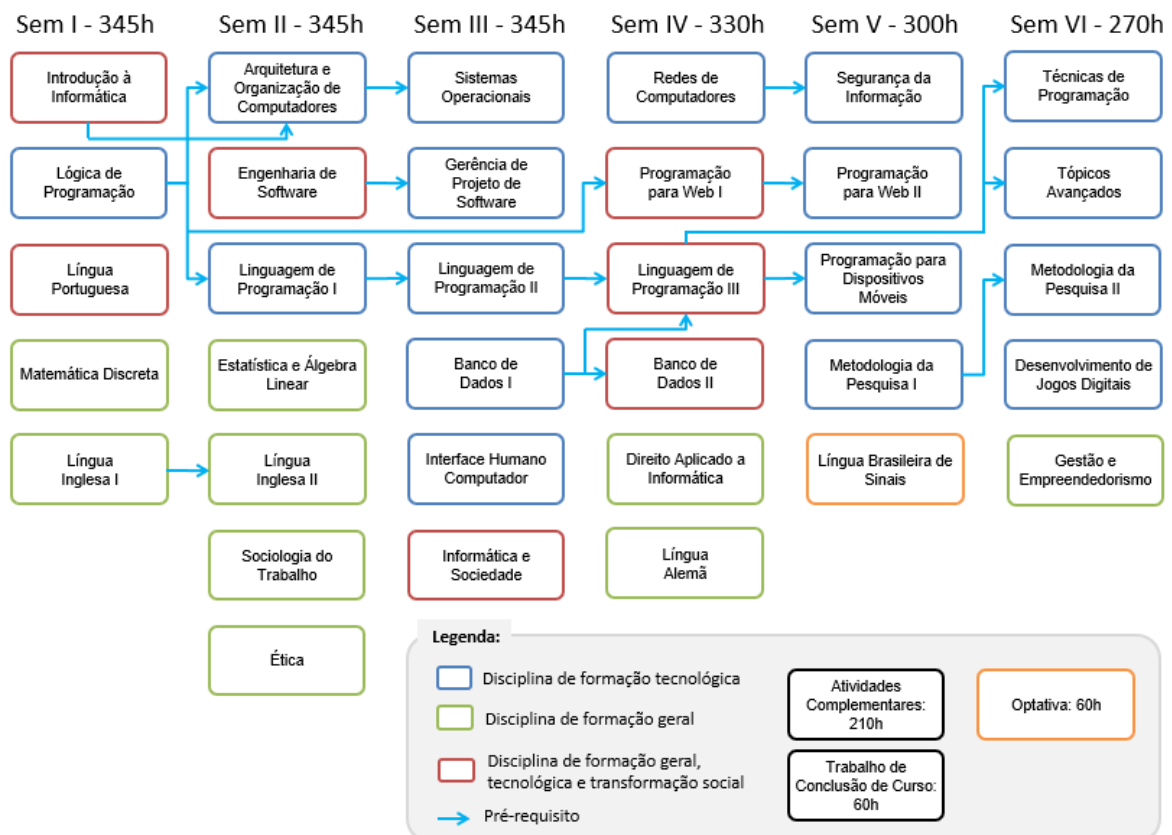 Sem I - 345h
Sem II - 345h
Sem III - 345h
Sem IV - 330h
Sem V - 300h
Sem VI - 270h
Introdução à
Informática
Arquitetura e
Organização de
Computadores
Sistemas
Operacionais
Redes de
Computadores
Segurança da
Informação
Técnicas de
Programação
Lógica de
Programação
Engenharia de
Software
Gerência de
Projeto de
Software
Programação
para Web I
Programação
para Web II
Tópicos
Avançados
Língua
Portuguesa
Linguagem de
Programação I
Linguagem de
Programação II
Linguagem de
Programação III
Programação para
Dispositivos
Móveis
Metodologia da
Pesquisa II
Matemática Discreta
Estatística e Álgebra
Linear
Banco de
Dados I
Banco de
Dados II
Metodologia da
Pesquisa I
Desenvolvimento de
Jogos Digitais
Língua
Inglesa I
Língua
Inglesa II
Interface Humano
Computador
Direito Aplicado a
Informática
Língua Brasileira de
Sinais
Gestão e
Empreendedorismo
Sociologia do
Trabalho
Informática e
Sociedade
Língua
Alemã
Ética
Legenda:
Disciplina de formação tecnológica
Disciplina de formação geral
Disciplina de formação geral,
tecnológica e transformação social
Pré-requisito
Atividades
Complementares:
210h
Trabalho de
Conclusão de Curso:
60h
Optativa: 60h